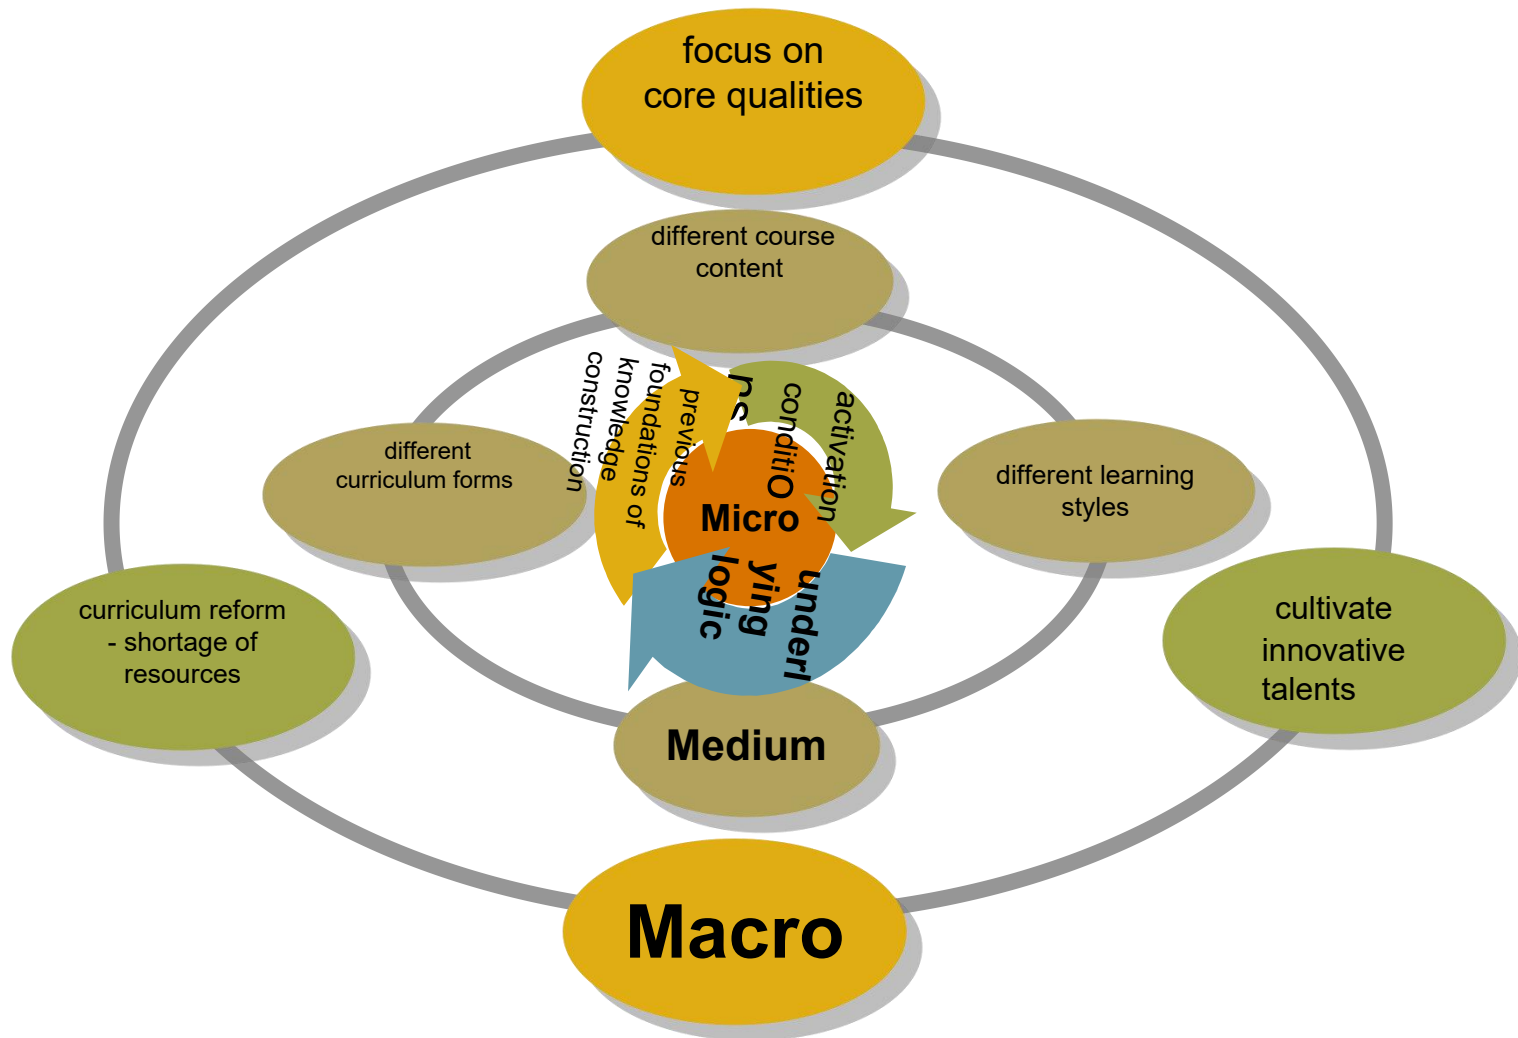 focus on
core qualities
different course
content
construction
knowledge
foundations of
previous
ns
conditiO
activation
different
curriculum forms
different learning
styles
Micro
underl
ying
logic
curriculum reform
- shortage of
resources
cultivate
innovative
talents
Medium
Macro